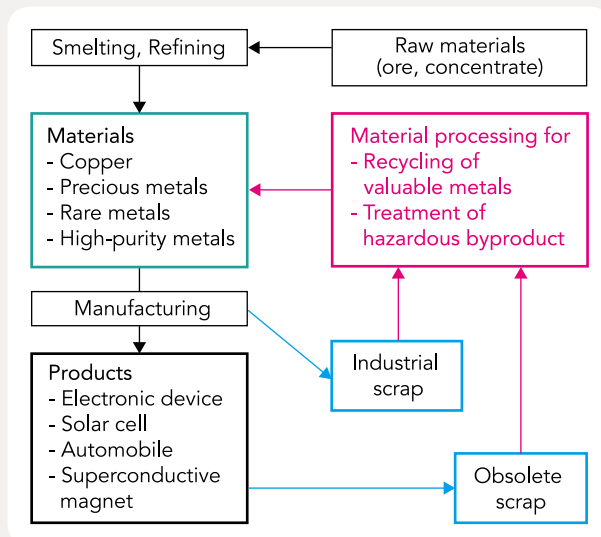 Smelting, Refining
Raw materials
(ore, concentrate)
Materials
- Copper
- Precious metals
- Rare metals
- High-purity metals
Material processing for
- Recycling of
valuable metals
- Treatment of
hazardous byproduct
Manufacturing
Industrial
scrap
Products
- Electronic device
- Solar cell
- Automobile
- Superconductive
magnet
Obsolete
scrap